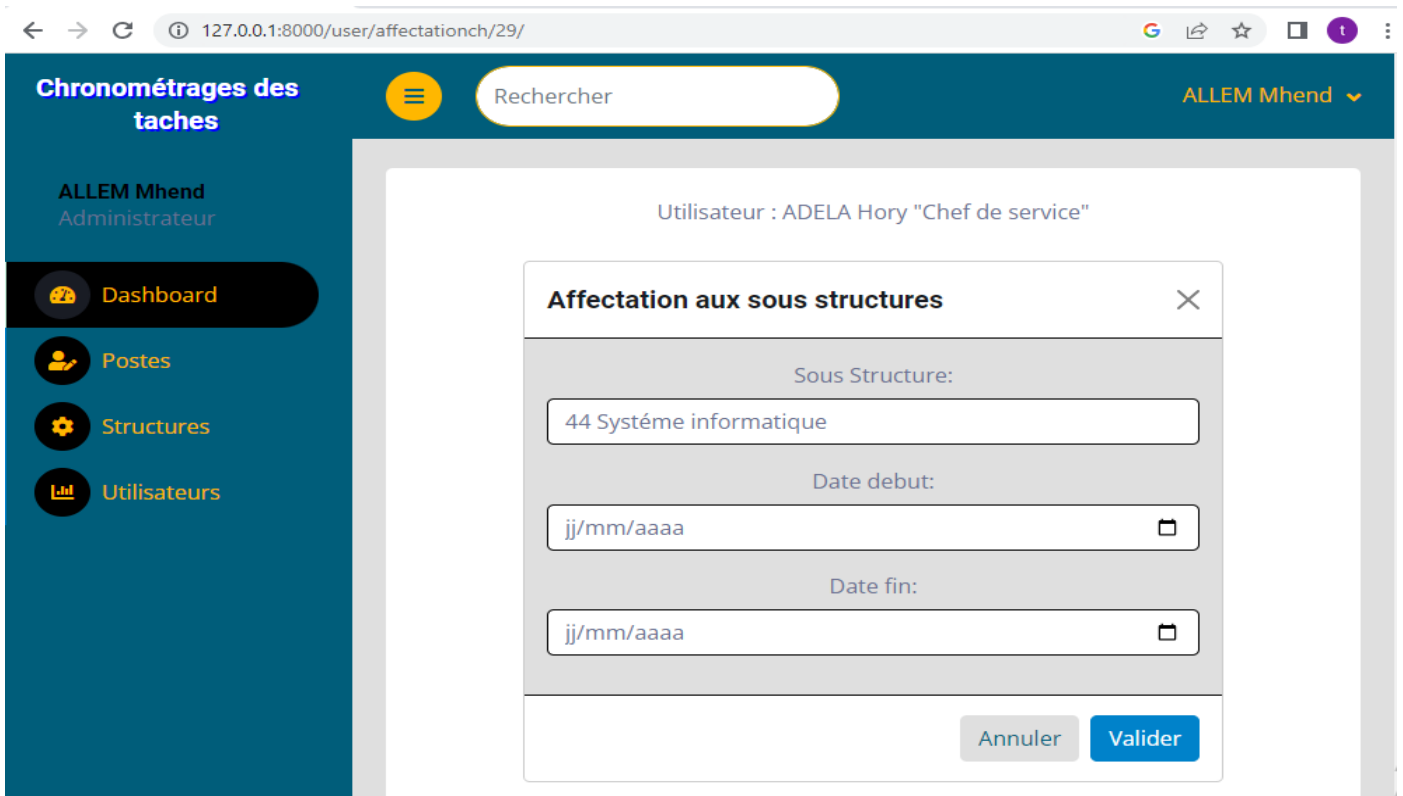 127.0.0.1:8000/user/affectationch/29/
G
t
Chronométrages des
taches
Rechercher
ALLEM Mhend
ALLEM Mhend
Administrateur
Dashboard
Postes
Structures
Utilisateurs
Utilisateur : ADELA Hory "Chef de service"
Affectation aux sous structures
Sous Structure:
44 Systéme informatique
Date debut:
jj/mm/aaaa
Date fin:
jj/mm/aaaa
Annuler
Valider